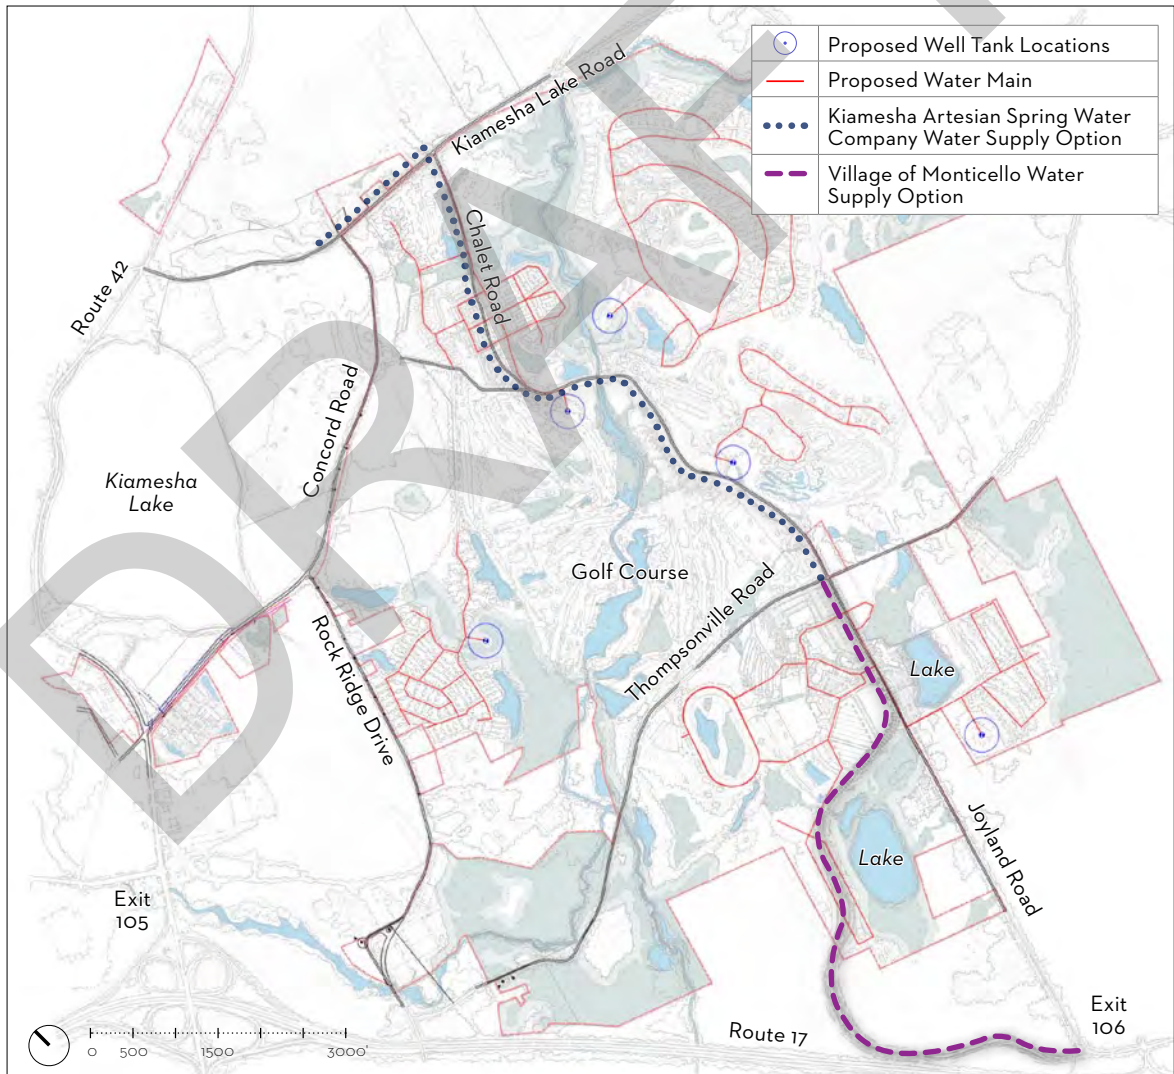 Proposed Well Tank Locations
Proposed Water Main
Kiamesha Artesian Spring Water
Company Water Supply Option
Village of Monticello Water
Supply Option
Kiamesha Lake Road
Chalet Road
Route 42
Concord Road
Kiamesha
Lake
Golf Course
Thompsonville Road
Rock Ridge Drive
Lake
Lake
Joyland Road
Exit
105
Exit
106
Route 17
0 500 1500 3000'
DRAFT